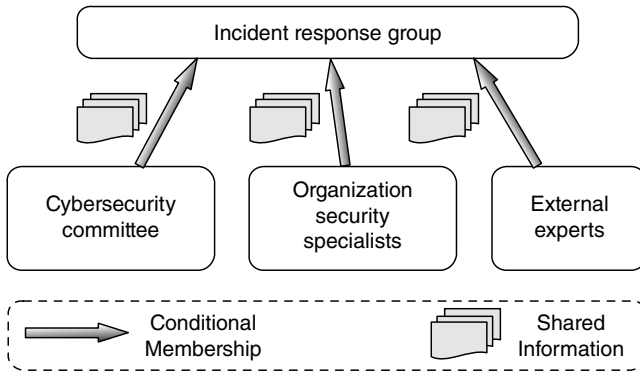 Incident response group
Cybersecurity
committee
Organization
security
specialists
External
experts
Conditional
Membership
Shared
Information